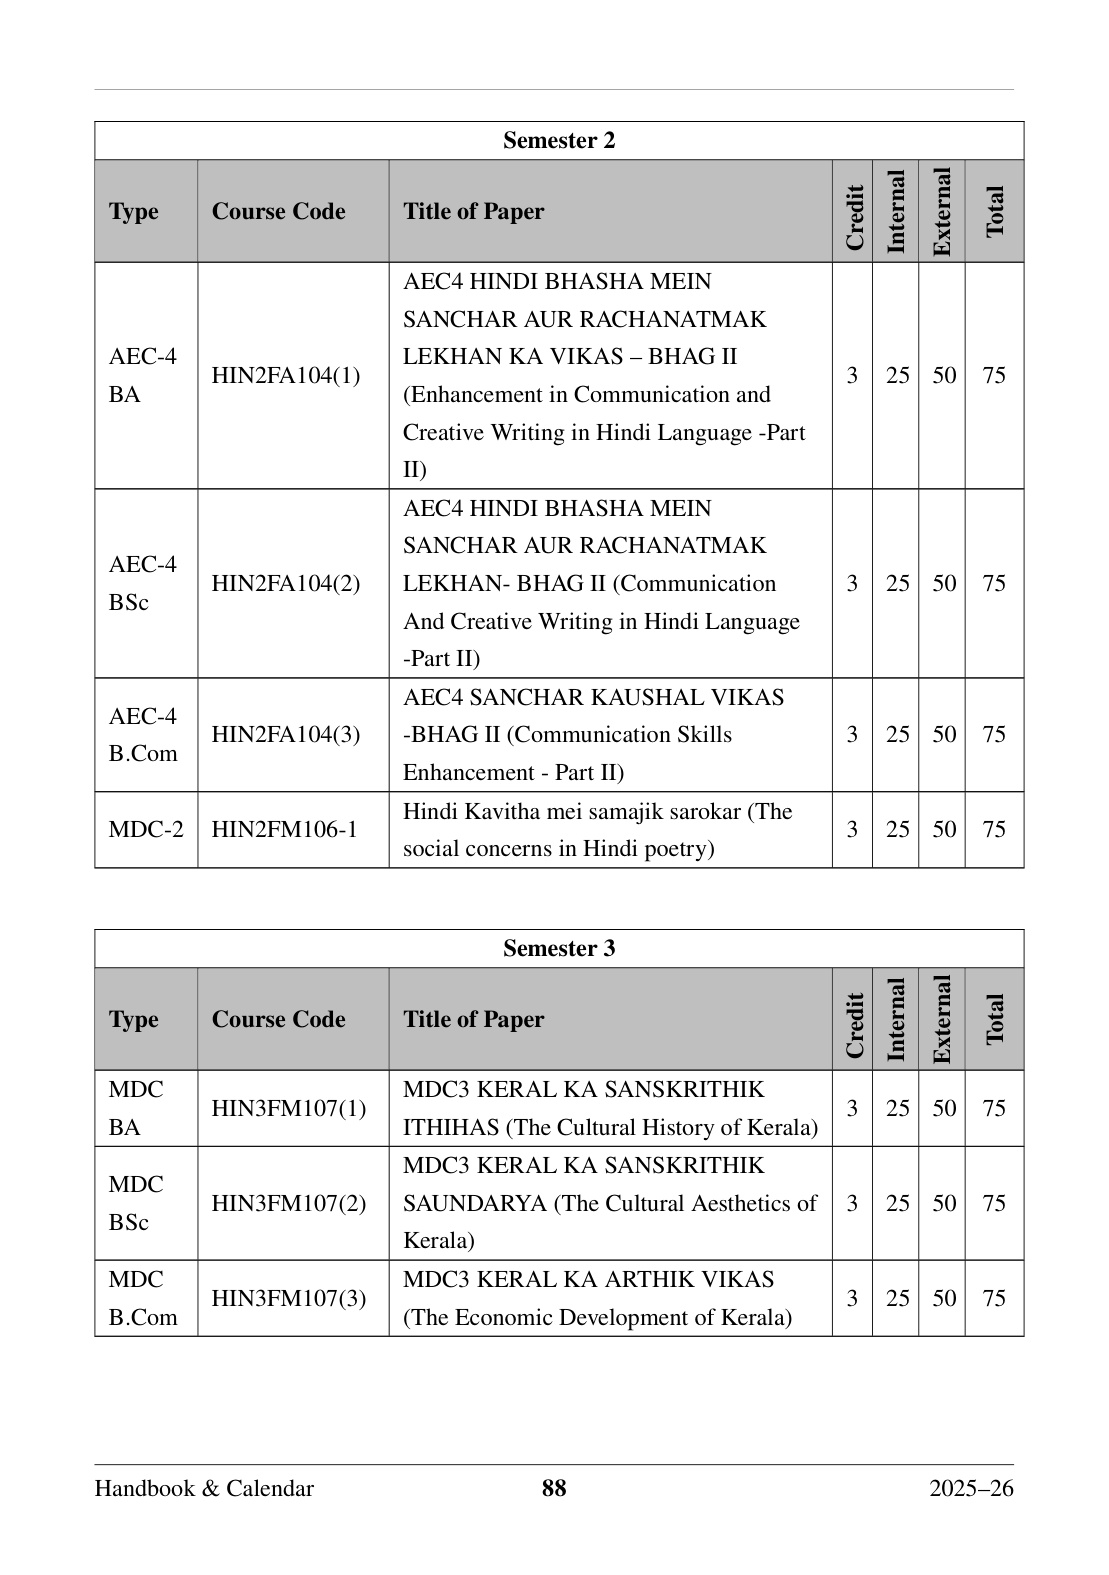 Semester 2
Type Course Code Title of Paper Credit Internal External Total
AEC-4 BA HIN2FA104(1) AEC4 HINDI BHASHA MEIN
SANCHAR AUR RACHANATMAK
LEKHAN KA VIKAS – BHAG II
(Enhancement in Communication and
Creative Writing in Hindi Language -Part
II) 3 25 50 75
AEC-4 BSc HIN2FA104(2) AEC4 HINDI BHASHA MEIN
SANCHAR AUR RACHANATMAK
LEKHAN- BHAG II (Communication
And Creative Writing in Hindi Language
-Part II) 3 25 50 75
AEC-4 B.Com HIN2FA104(3) AEC4 SANCHAR KAUSHAL VIKAS
-BHAG II (Communication Skills
Enhancement - Part II) 3 25 50 75
MDC-2 HIN2FM106-1 Hindi Kavitha mei samajik sarokar (The
social concerns in Hindi poetry) 3 25 50 75
Semester 3
Type Course Code Title of Paper Credit Internal External Total
MDC BA HIN3FM107(1) MDC3 KERAL KA SANSKRITHIK
ITHIHAS (The Cultural History of Kerala) 3 25 50 75
MDC BSc HIN3FM107(2) MDC3 KERAL KA SANSKRITHIK
SAUNDARYA (The Cultural Aesthetics of
Kerala) 3 25 50 75
MDC B.Com HIN3FM107(3) MDC3 KERAL KA ARTHIK VIKAS
(The Economic Development of Kerala) 3 25 50 75
Handbook & Calendar 88 2025–26